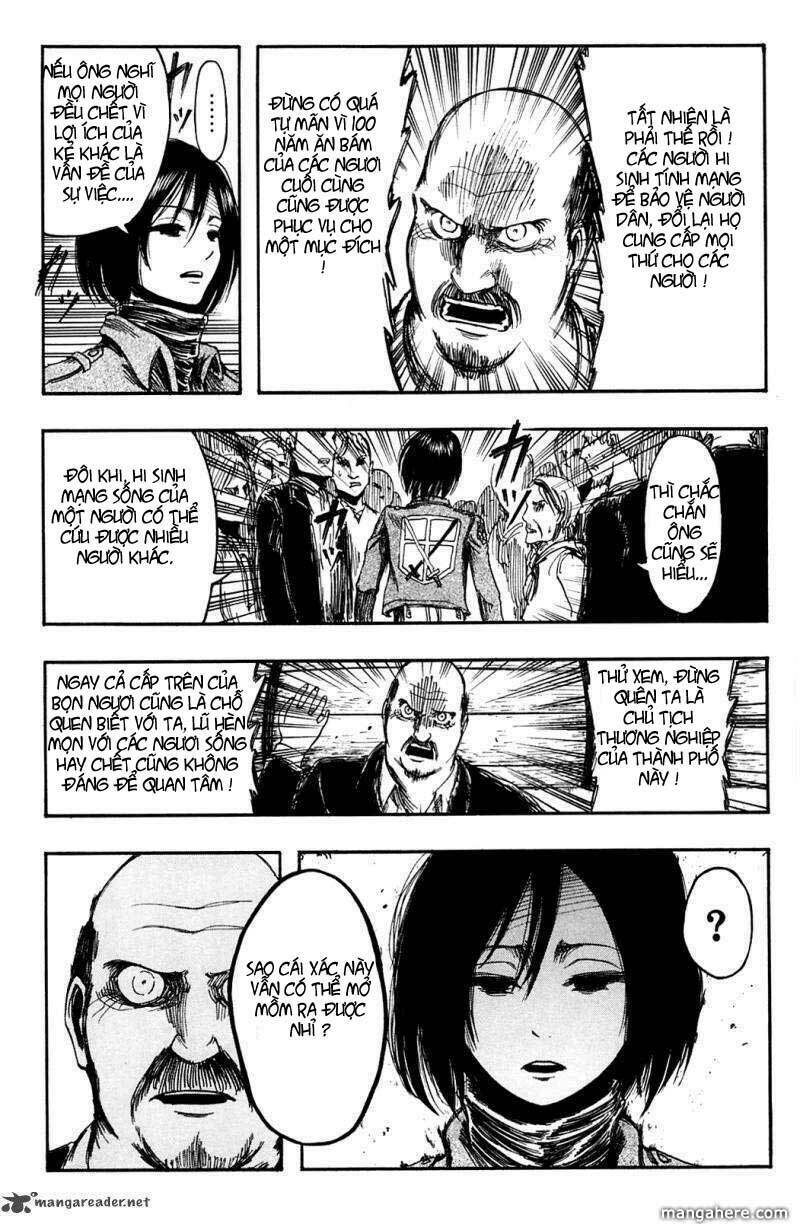 TẤT NHIÊN LÀ
PHẢI THẾ RỒI !
CÁC NGƯỜI HI
SINH TÍNH MẠNG
ĐỂ BẢO VỆ NGƯỜI
DÂN, ĐỔI LẠI HỌ
CUNG CẤP MỌI
THỨ CHO CÁC
NGƯỜI !
ĐỪNG CÓ QUÁ
TỰ MÃN VÌ 100
NĂM ĂN BÁM
CỦA CÁC NGƯƠI
CUỐI CÙNG
CŨNG ĐƯỢC
PHỤC VỤ CHO
MỘT MỤC ĐÍCH
!
......
NẾU ÔNG NGHĨ
MỌI NGƯỜI
ĐỀU CHẾT VÌ
LỢI ÍCH CỦA
KẺ KHÁC LÀ
VẤN ĐỀ CỦA
SỰ VIỆC....
THÌ CHẮC
CHẮN
ÔNG
CŨNG SẼ
HIỂU...
ĐÔI KHI, HI SINH
MẠNG SỐNG CỦA
MỘT NGƯỜI CÓ THỂ
CỨU ĐƯỢC NHIỀU
NGƯỜI KHÁC.
THỬ XEM, ĐỪNG
QUÊN TA LÀ
CHỦ TỊCH
THƯƠNG NGHIỆP
CỦA THÀNH PHỐ
NÀY !
NGAY CẢ CẤP TRÊN CỦA
BỌN NGƯƠI CŨNG LÀ CHỖ
QUEN BIẾT VỚI TA, LŨ HÈN
MỌN VỚI CÁC NGƯƠI SỐNG
HAY CHẾT CŨNG KHÔNG
ĐÁNG ĐỂ QUAN TÂM !
?
SAO CÁI XÁC NÀY
VẪN CÓ THỂ MỞ
MỒM RA ĐƯỢC
NHỈ ?
mangareader.net
www.mangahere.com